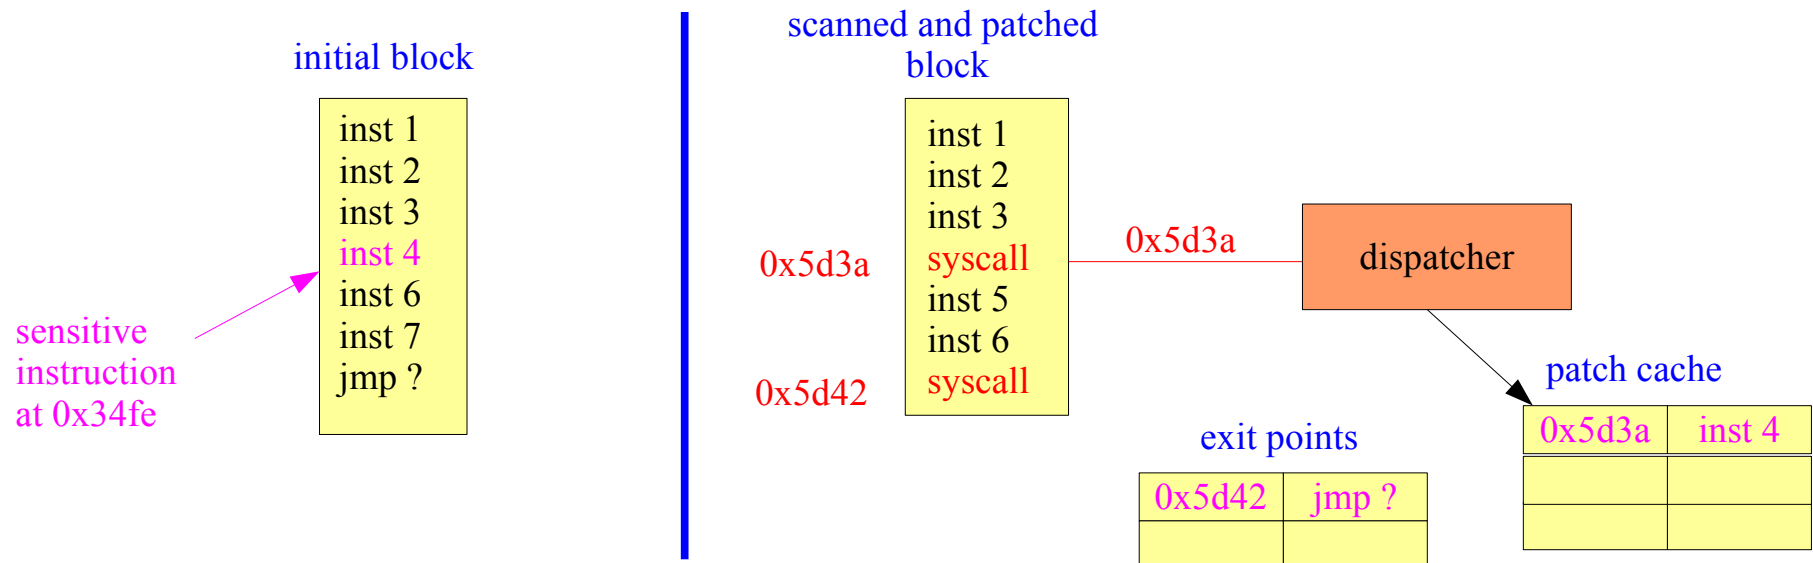 initial block
inst 1
inst 2
inst 3
inst 4
inst 6
inst 7
jmp ?
sensitive
instruction
at 0x34fe
scanned and patched
block
inst 1
inst 2
inst 3
0x5d3a syscall
inst 5
inst 6
0x5d42 syscall
0x5d3a
dispatcher
exit points
0x5d42 jmp ?
patch cache
0x5d3a inst 4